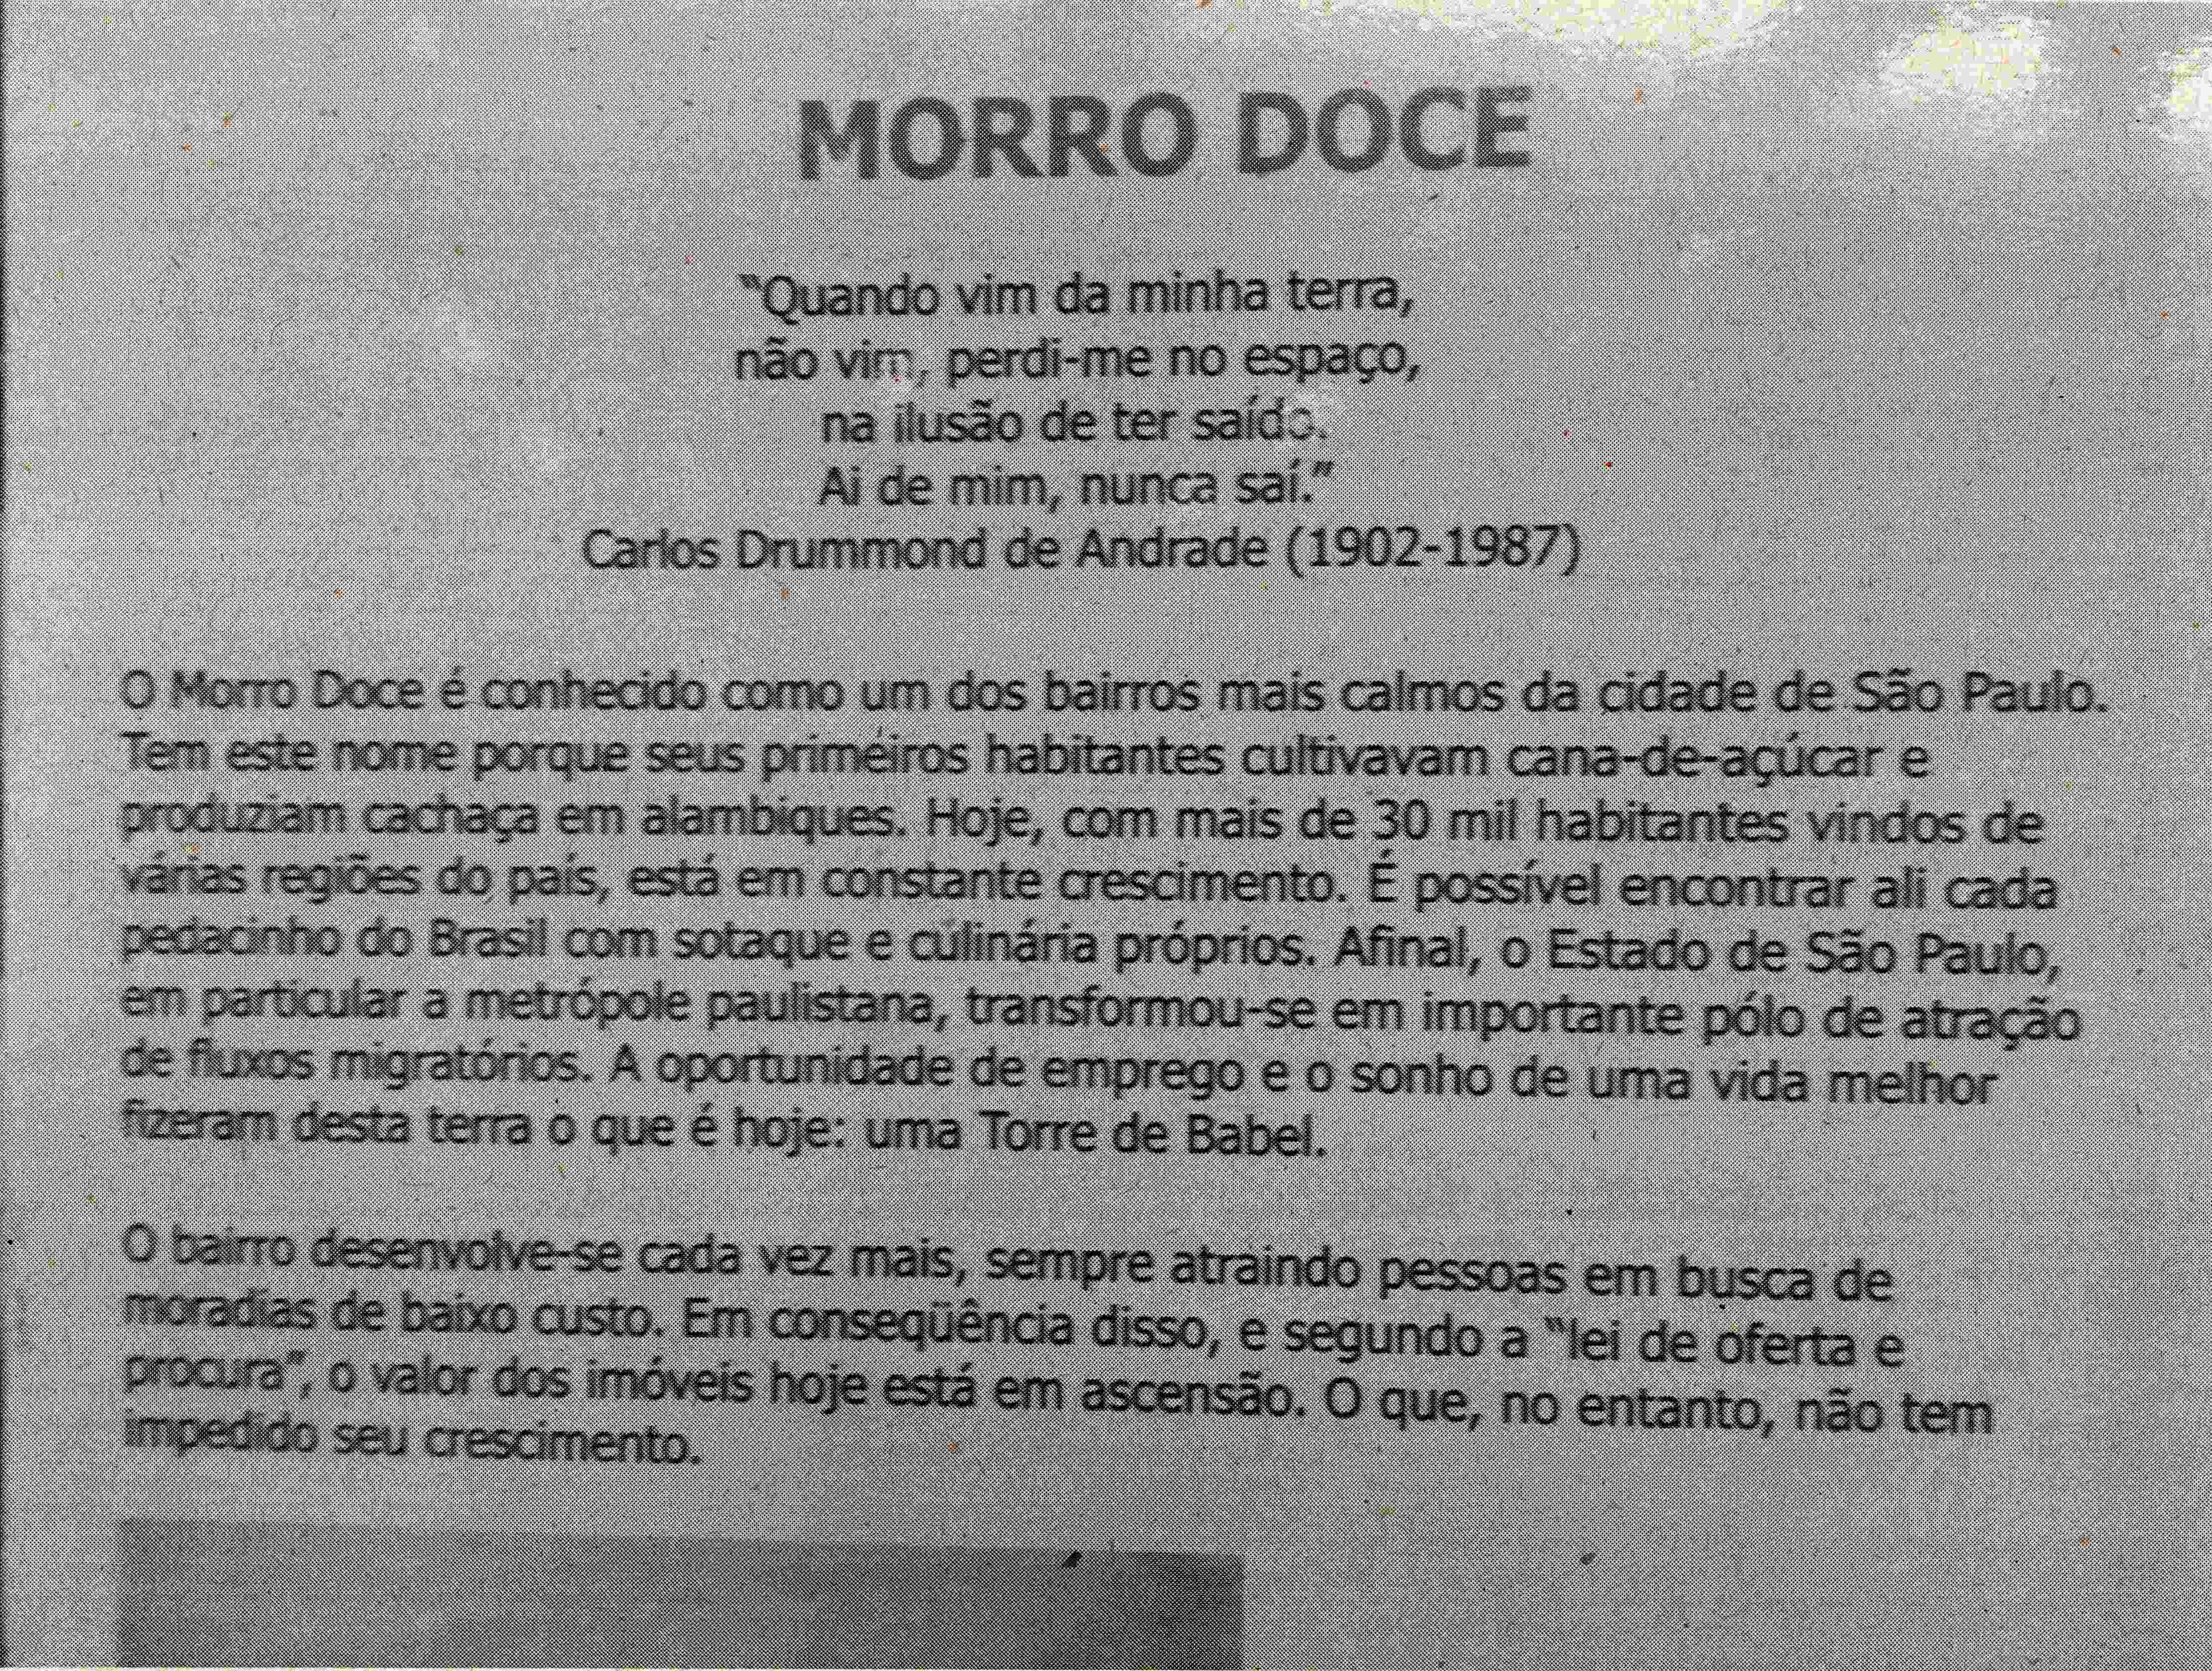 MORRO DOCE
"Quando vim da minha terra,
não vim, perdi-me no espaço,
na ilusão de ter saído.
Ai de mim, nunca saí."
Carlos Drummond de Andrade (1902-1987)
O Morro Doce é conhecido como um dos bairros mais calmos da cidade de São Paulo.
Tem este nome porque seus primeiros habitantes cultivavam cana-de-açúcar e
produziam cachaça em alambiques. Hoje, com mais de 30 mil habitantes vindos de
várias regiões do país, está em constante crescimento. É possível encontrar ali cada
pedacinho do Brasil com sotaque e culinária próprios. Afinal, o Estado de São Paulo,
em particular a metrópole paulistana, transformou-se em importante pólo de atração
de fluxos migratórios. A oportunidade de emprego e o sonho de uma vida melhor
fizeram desta terra o que é hoje: uma Torre de Babel.
O bairro desenvolve-se cada vez mais, sempre atraindo pessoas em busca de
moradias de baixo custo. Em conseqüência disso, e segundo a "lei de oferta e
procura", o valor dos imóveis hoje está em ascensão. O que, no entanto, não tem
impedido seu crescimento.